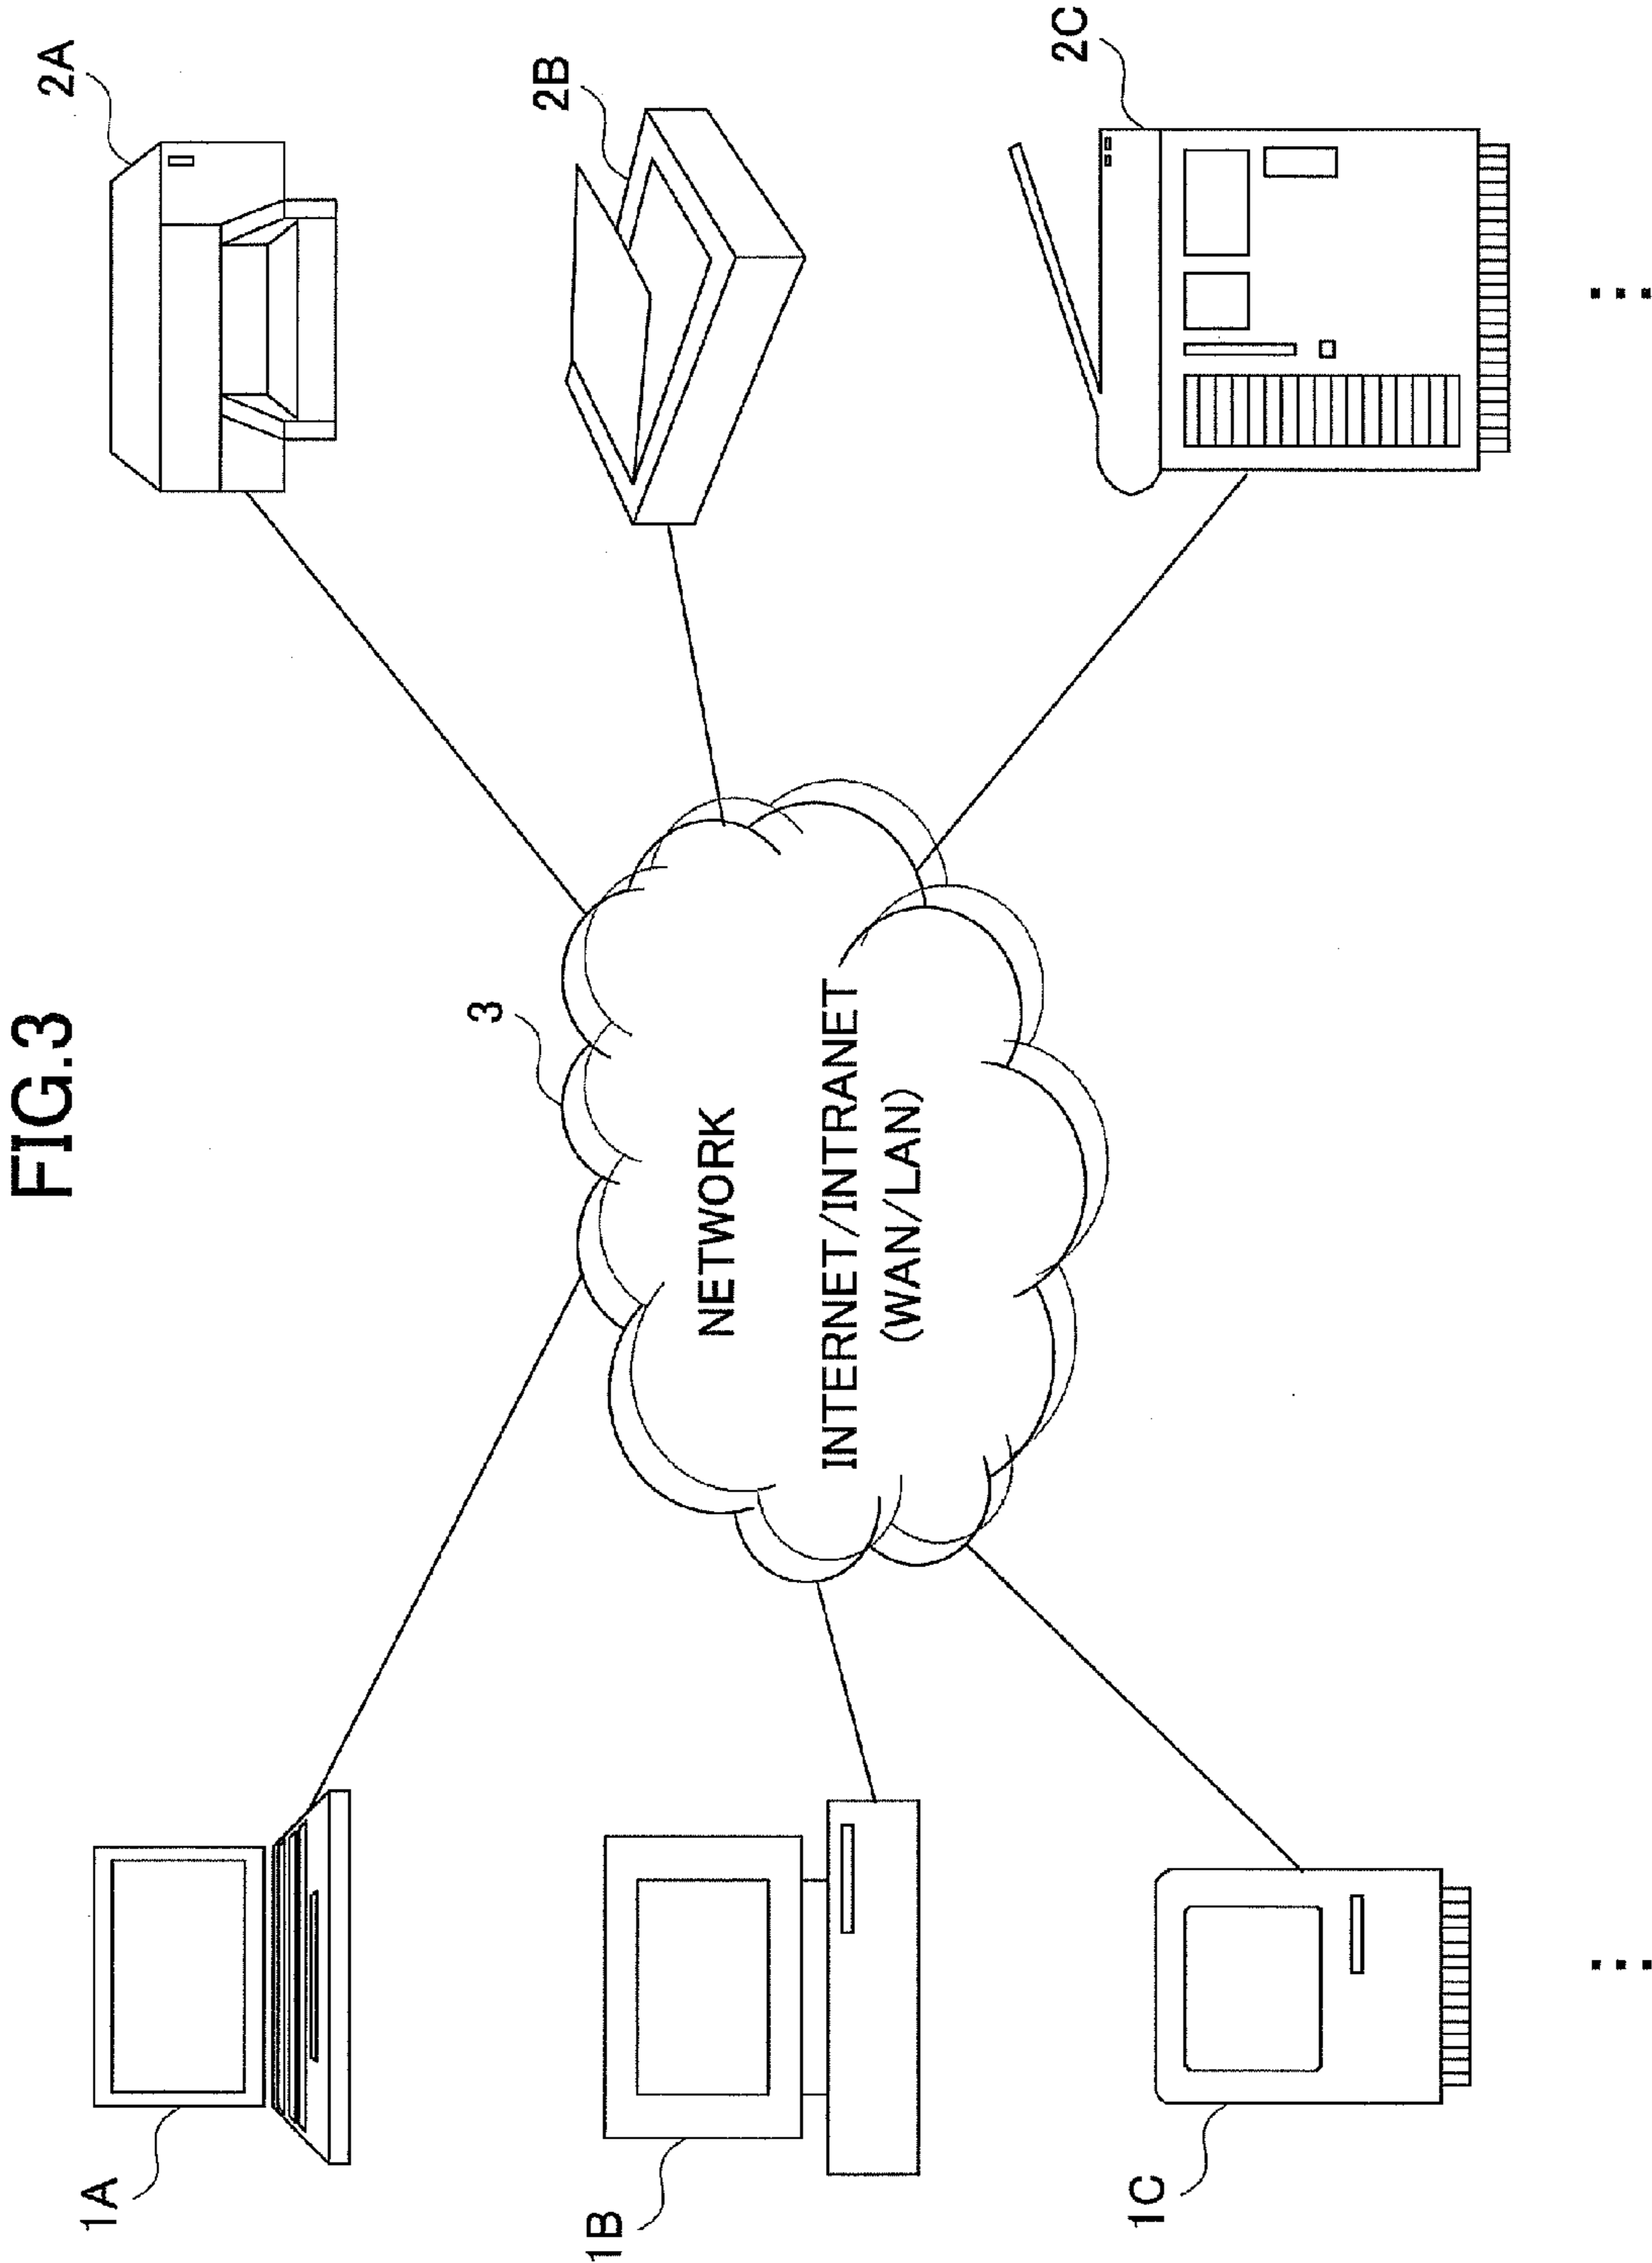 FIG.3
1A
2A
3
NETWORK
1B
2B
INTERNET/INTRANET
(WAN/LAN)
1C
2C